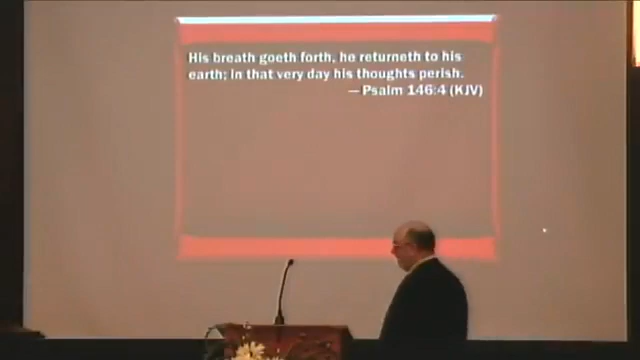 His breath goeth forth, he returneth to his
earth; in that very day his thoughts perish.
— Psalm 146:4 (KJV)